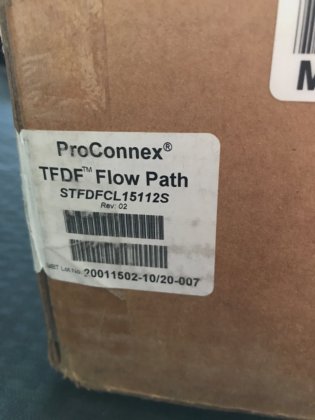 ProConnex®
TFDF™ Flow Path
STFDFCL15112S
Rev: 02
Lot No: 20011502-10/20-007
M